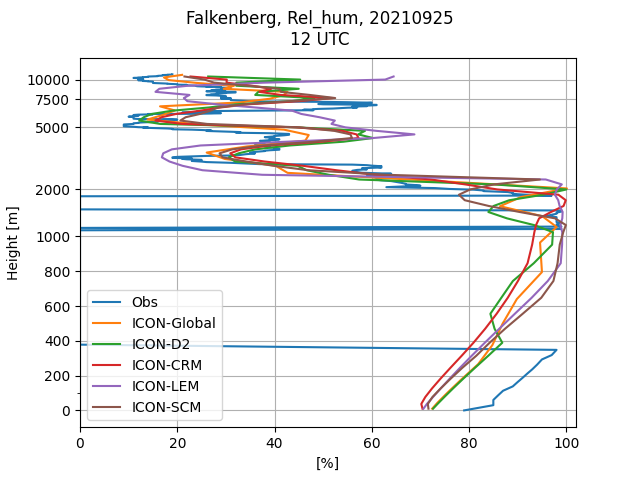 Falkenberg, Rel_hum, 20210925
12 UTC
10000
7500
5000
2000
1000
800
600
400
200
0
Height [m]
Obs
ICON-Global
ICON-D2
ICON-CRM
ICON-LEM
ICON-SCM
0 20 40 60 80 100
[%]